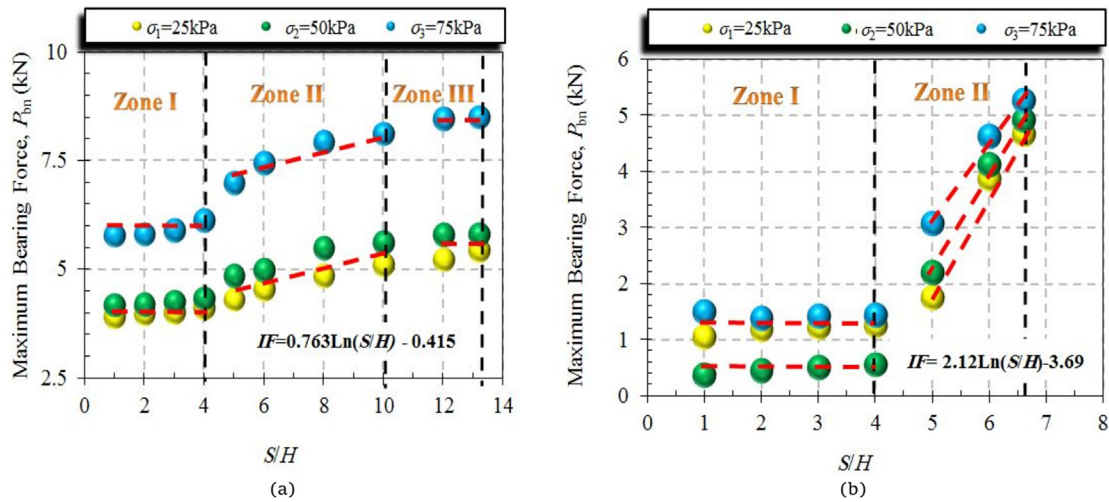 σ1=25kPa σ2=50kPa σ3=75kPa
Maximum Bearing Force, Pbn (kN)
10
7.5
5
2.5
Zone I
Zone II
Zone III
IF=0.763Ln(S/H) - 0.415
0 2 4 6 8 10 12 14
S/H
(a)
σ1=25kPa σ2=50kPa σ3=75kPa
Maximum Bearing Force, Pbn (kN)
6
5
4
3
2
1
0
Zone I
Zone II
IF= 2.12Ln(S/H)-3.69
0 1 2 3 4 5 6 7 8
S/H
(b)